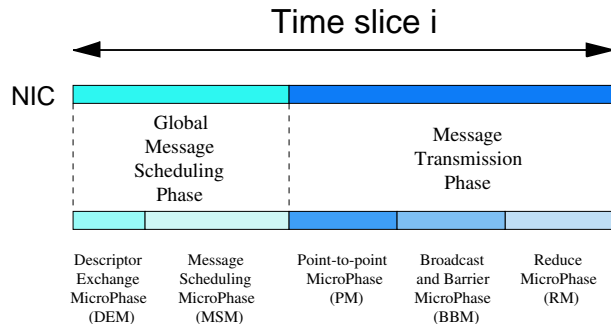 Time slice i
NIC
Global
Message
Scheduling
Phase
Message
Transmission
Phase
Descriptor
Exchange
MicroPhase
(DEM)
Message
Scheduling
MicroPhase
(MSM)
Point-to-point
MicroPhase
(PM)
Broadcast
and Barrier
MicroPhase
(BBM)
Reduce
MicroPhase
(RM)